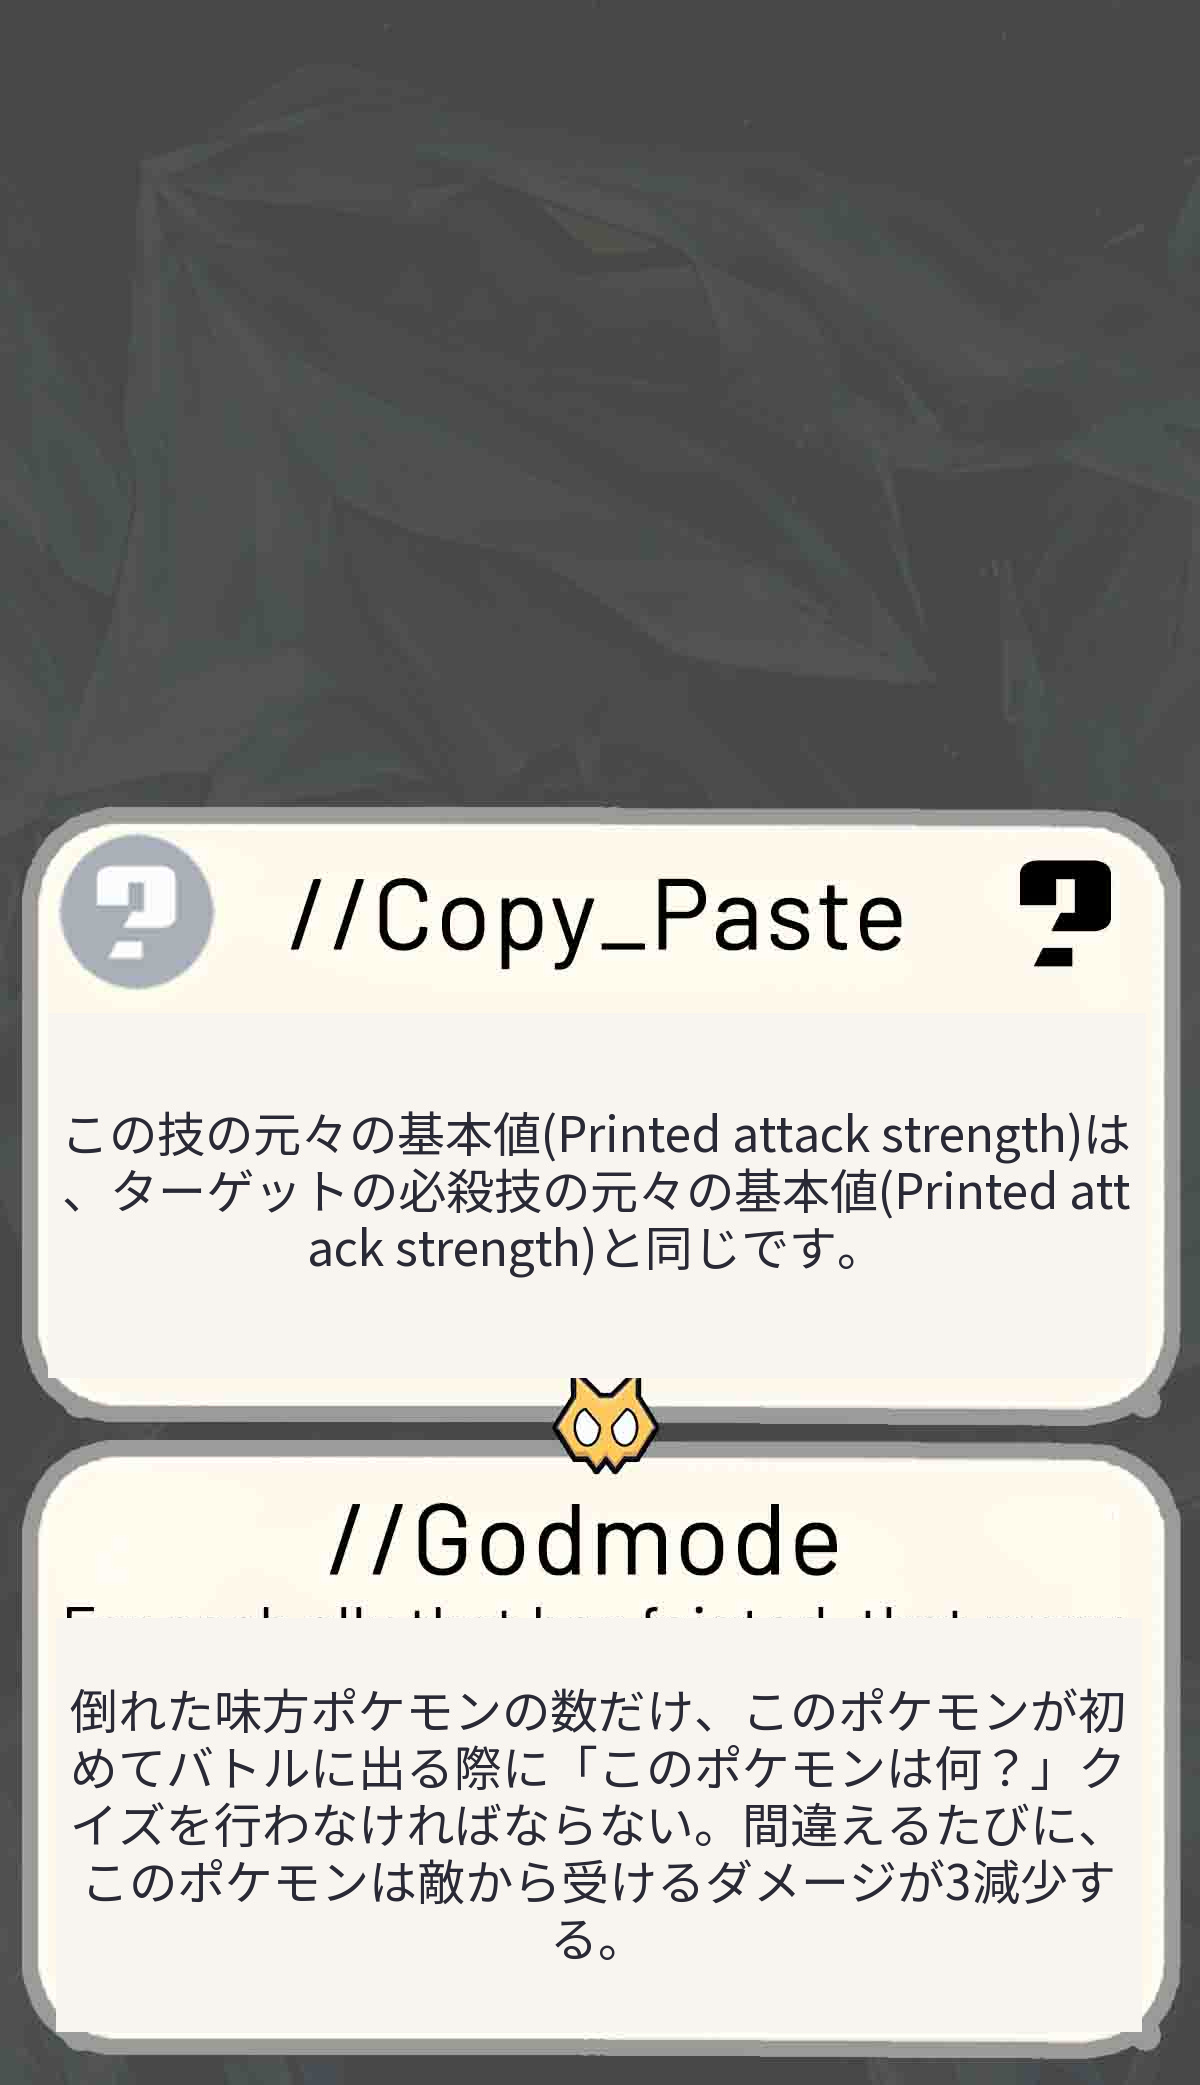 //Copy_Paste
この技の元々の基本値(Printed attack strength)は
、ターゲットの必殺技の元々の基本値(Printed att
ack strength)と同じです。
//Godmode
倒れた味方ポケモンの数だけ、このポケモンが初
めてバトルに出る際に「このポケモンは何？」ク
イズを行わなければならない。間違えるたびに、
このポケモンは敵から受けるダメージが3減少す
る。